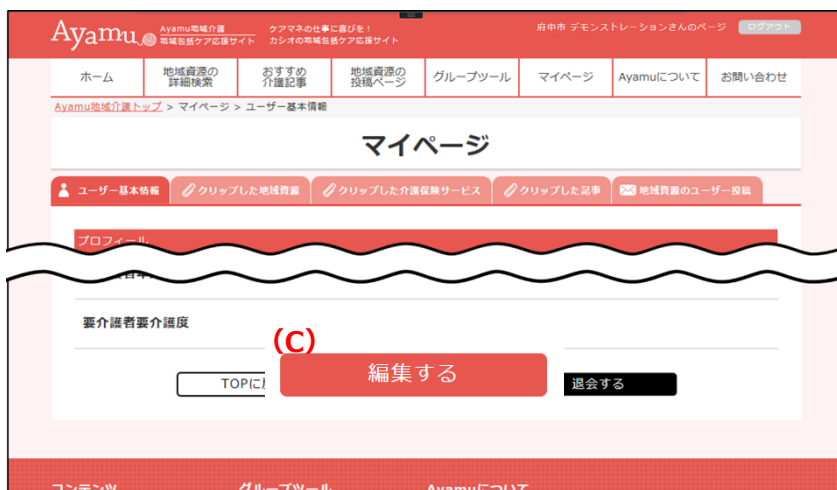 Ayamu
Ayamu地域介護
地域包括ケア応援サイト
ケアマネの仕事に喜びを！
カシオの地域包括ケア応援サイト
府中市 デモンストレーションさんのページ
ログアウト
ホーム
地域資源の
詳細検索
おすすめ
介護記事
地域資源の
投稿ページ
グループツール
マイページ
Ayamuについて
お問い合わせ
Ayamu地域介護トップ > マイページ > ユーザー基本情報
マイページ
ユーザー基本情報
クリップした地域資源
クリップした介護保険サービス
クリップした記事
地域資源のユーザー投稿
プロフィール
要介護者要介護度
(C)
TOPに
編集する
退会する
コンテンツ
グループツール
Ayamuについて